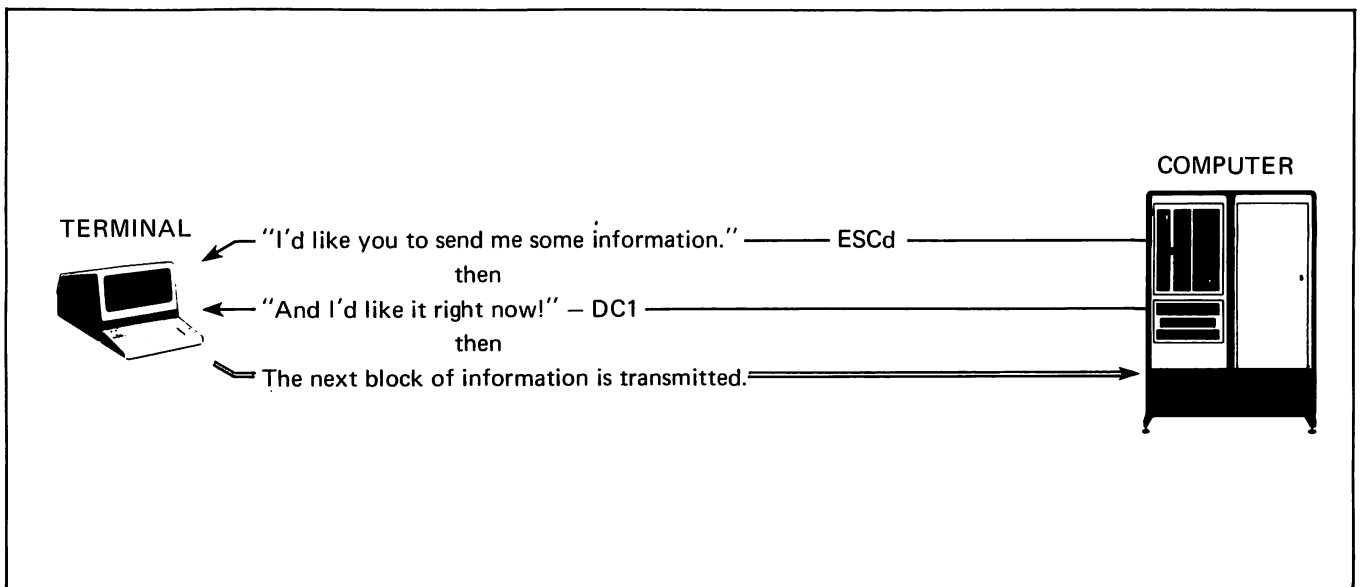 COMPUTER
TERMINAL
"I'd like you to send me some information." ESCd
then
"And I'd like it right now!" – DC1
then
The next block of information is transmitted.